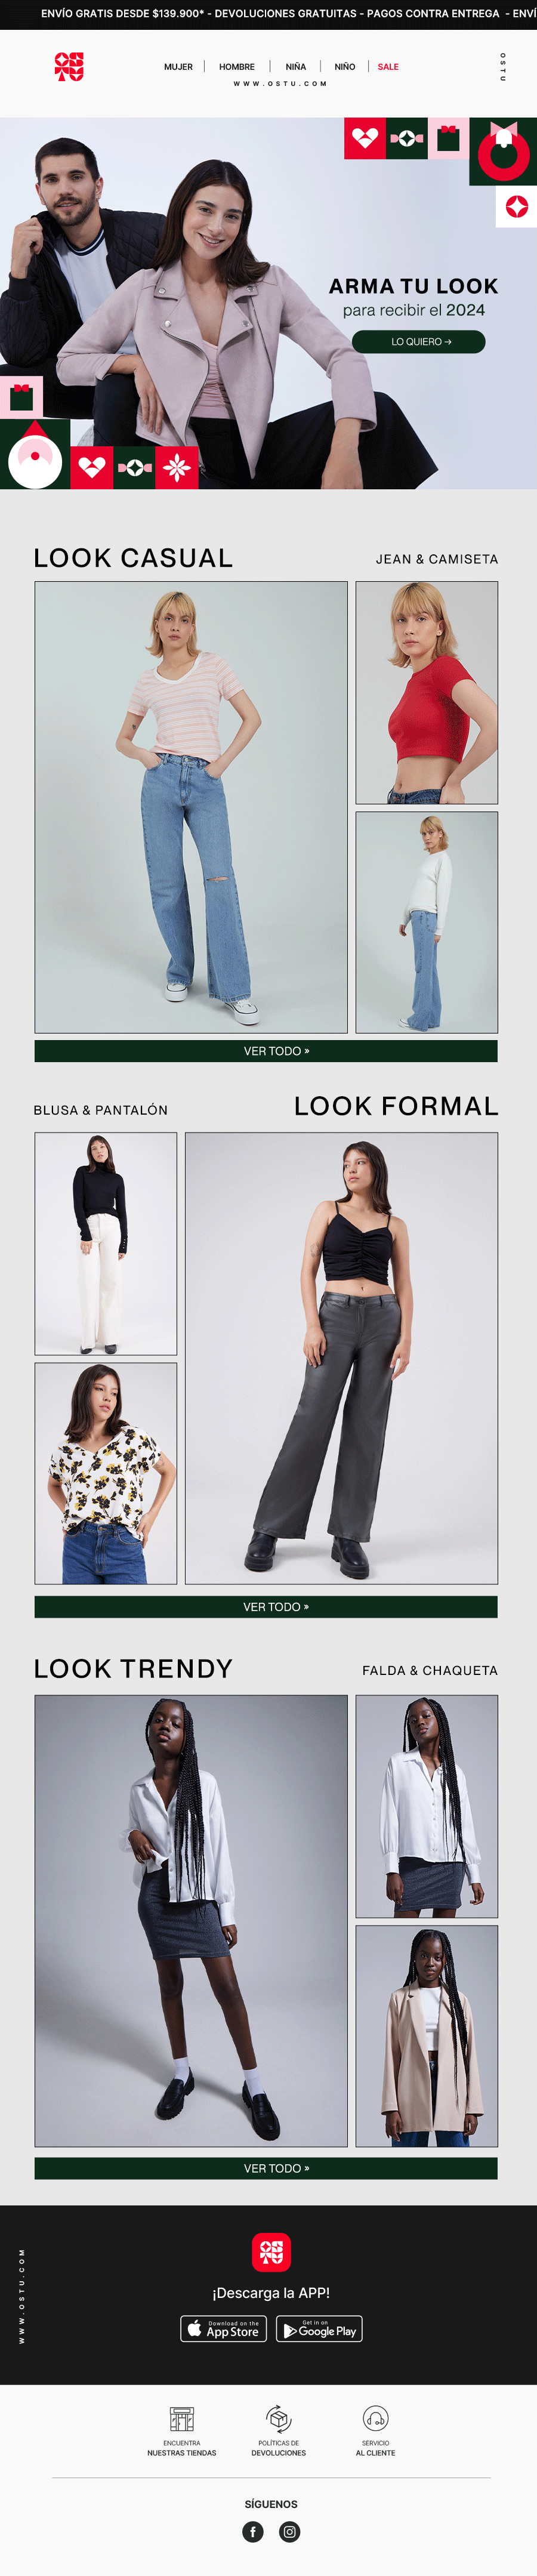 ENVÍO GRATIS DESDE $139.900* - DEVOLUCIONES GRATUITAS - PAGOS CONTRA ENTREGA - ENVÍ
OSTU
MUJER
HOMBRE
NIÑA
NIÑO
SALE
WWW.OSTU.COM
OSTU
ARMA TU LOOK
para recibir el 2024
LO QUIERO →
LOOK CASUAL
JEAN & CAMISETA
VER TODO »
BLUSA & PANTALÓN
LOOK FORMAL
VER TODO »
LOOK TRENDY
FALDA & CHAQUETA
VER TODO »
WWW.OSTU.COM
OSTU
¡Descarga la APP!
Download on the
App Store
Get in on
Google Play
ENCUENTRA
NUESTRAS TIENDAS
POLÍTICAS DE
DEVOLUCIONES
SERVICIO
AL CLIENTE
SÍGUENOS